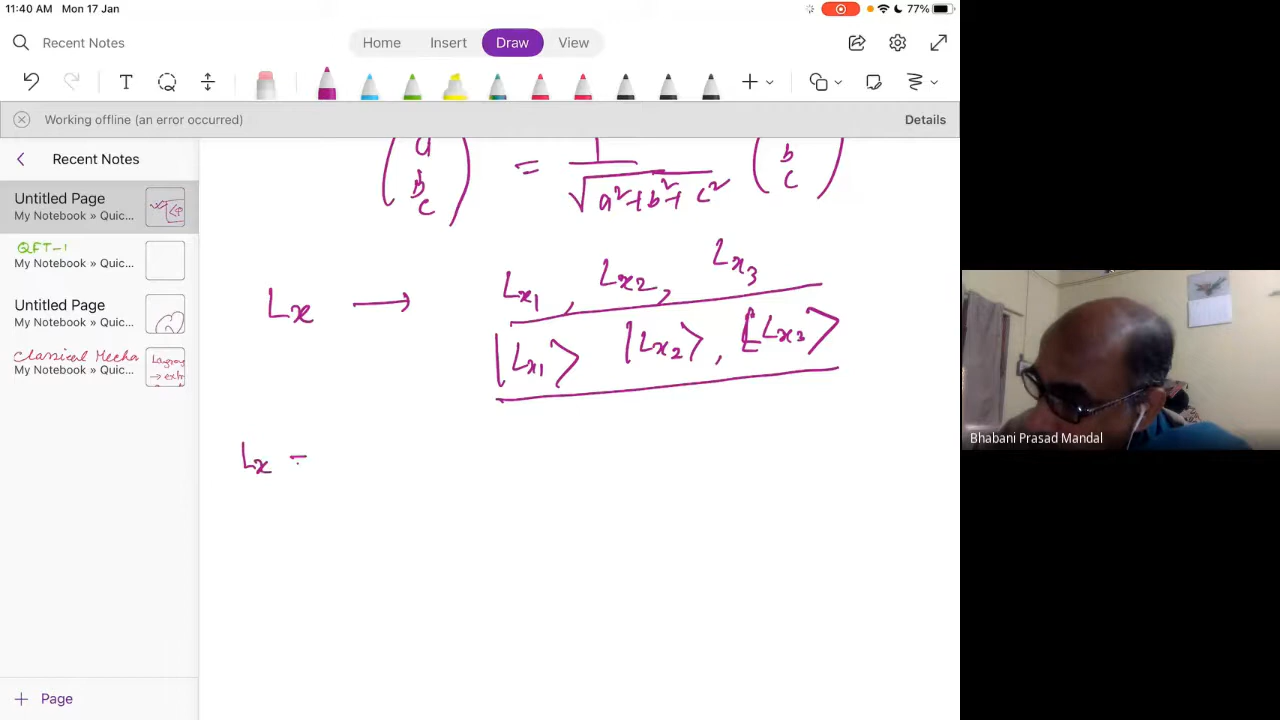 11:40 AM Mon 17 Jan
77%
Recent Notes
Home Insert Draw View
Working offline (an error occurred)
Details
Recent Notes
Untitled Page
My Notebook » Quic...
QFT-1
My Notebook » Quic...
Untitled Page
My Notebook » Quic...
Classical Mecha
My Notebook » Quic...
+ Page
(a b c) = 1/√(a²+b²+c²) ( b c)
Lx → Lx1, Lx2, Lx3
|Lx1⟩ |Lx2⟩, |Lx3⟩
Lx =
Bhabani Prasad Mandal